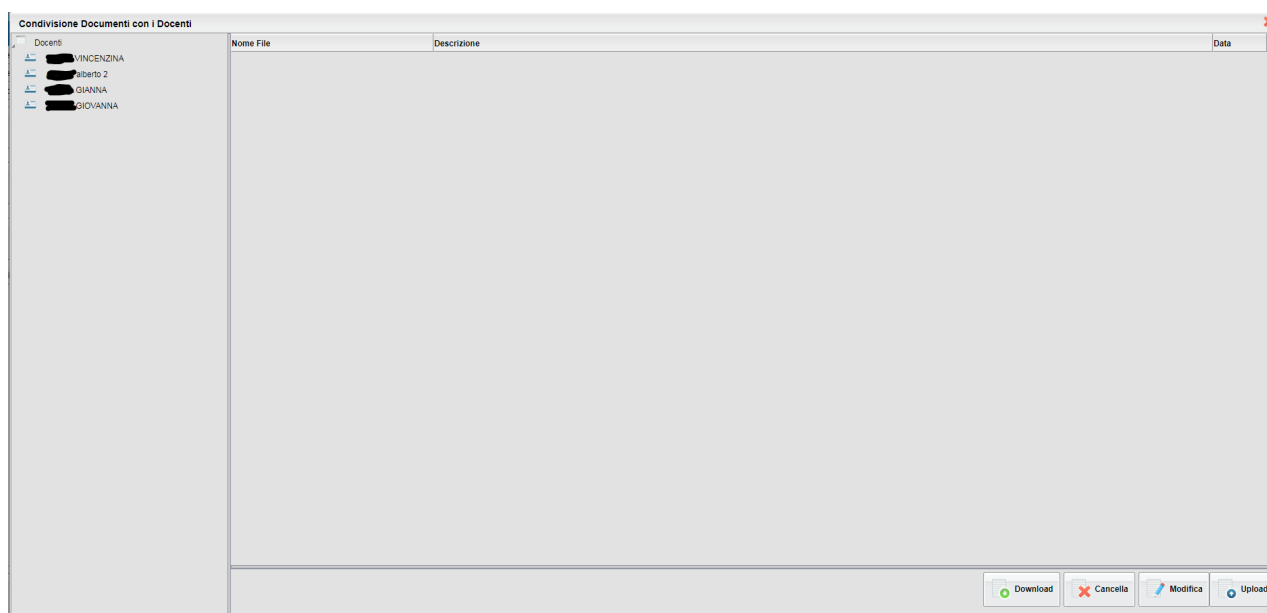 Condivisione Documenti con i Docenti
Docenti
VINCENZINA
alberto 2
GIANNA
GIOVANNA
Nome File Descrizione Data
Download Cancella Modifica Upload